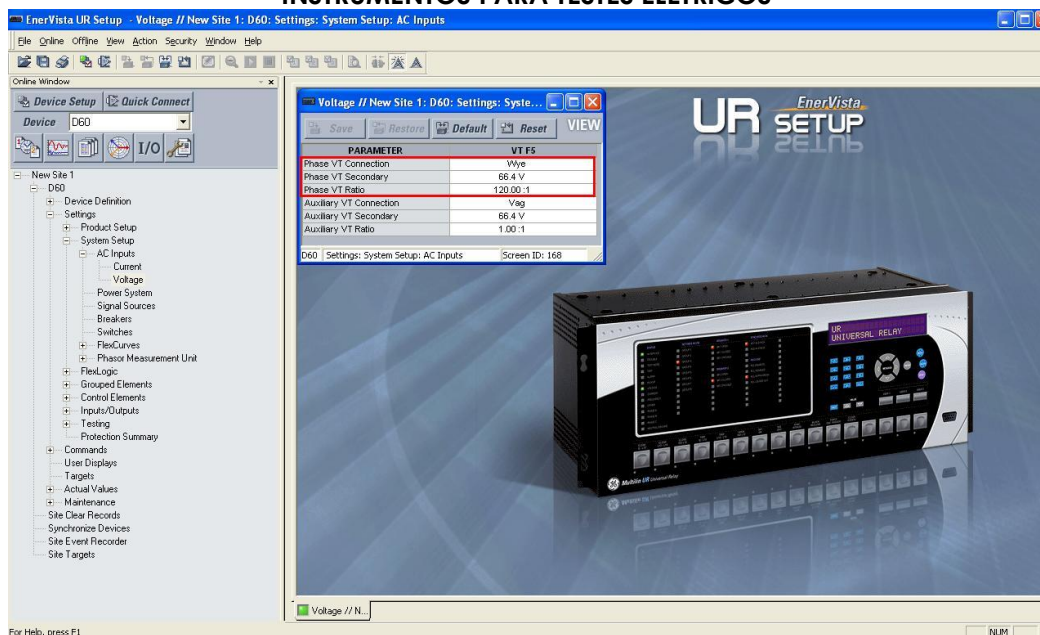 INSTRUMENTOS PARA TESTES ELÉTRICOS
EnerVista UR Setup - Voltage // New Site 1: D60: Settings: System Setup: AC Inputs
File Online Offline View Action Security Window Help
Online Window
Device Setup Quick Connect
Device D60
I/O
New Site 1
D60
Device Definition
Settings
Product Setup
System Setup
AC Inputs
Current
Voltage
Power System
Signal Sources
Breakers
Switches
FlexCurves
Phasor Measurement Unit
FlexLogic
Grouped Elements
Control Elements
Inputs/Outputs
Testing
Protection Summary
Commands
User Displays
Targets
Actual Values
Maintenance
Site Clear Records
Synchronize Devices
Site Event Recorder
Site Targets
Voltage // New Site 1: D60: Settings: Syste...
Save Restore Default Reset VIEW
PARAMETER VT F5
Phase VT Connection Wye
Phase VT Secondary 66.4 V
Phase VT Ratio 120.00 :1
Auxiliary VT Connection Vag
Auxiliary VT Secondary 66.4 V
Auxiliary VT Ratio 1.00 :1
D60 Settings: System Setup: AC Inputs Screen ID: 168
UR EnerVista
SETUP
UR
UNIVERSAL RELAY
Multilin UR Universal Relay
Voltage // N...
For Help, press F1
NUM